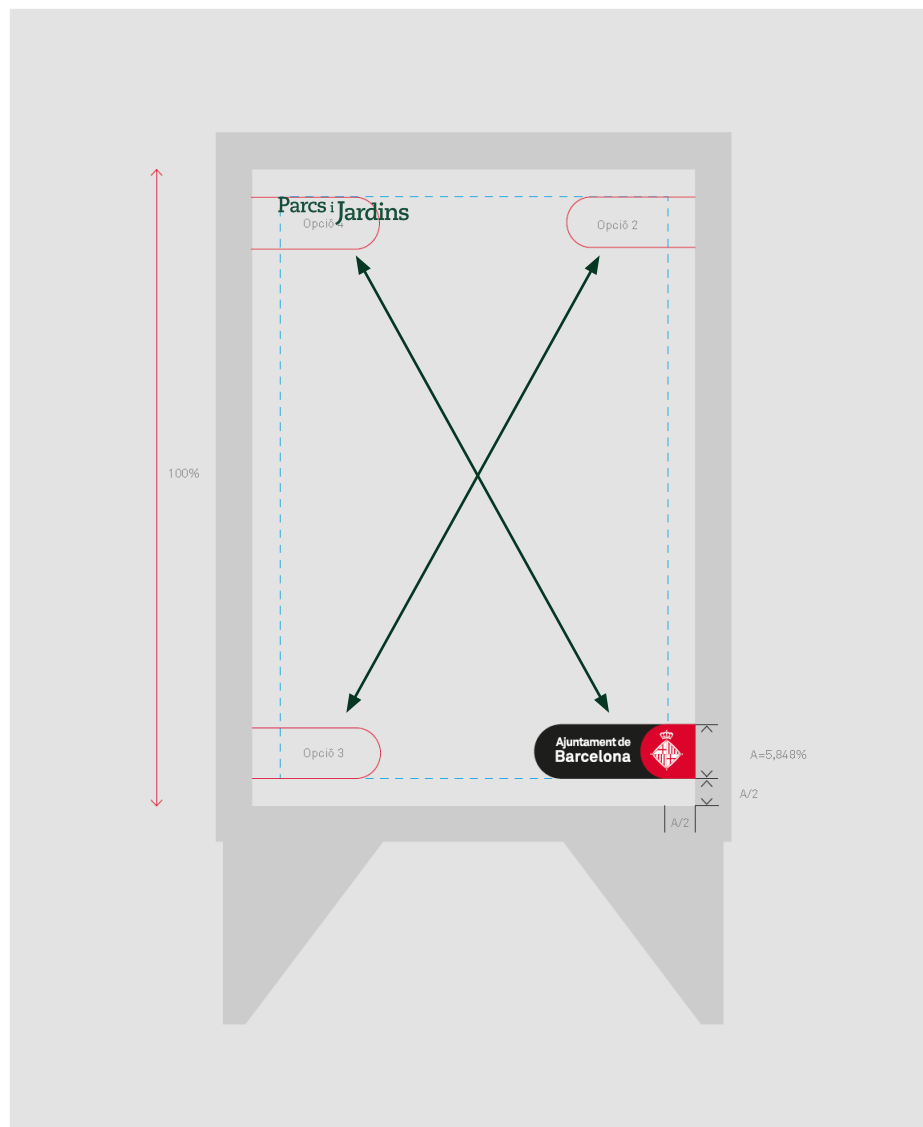 Parcs i Jardins
Opció 4
Opció 2
100%
Opció 3
Ajuntament de
Barcelona
A=5,848%
A/2
A/2